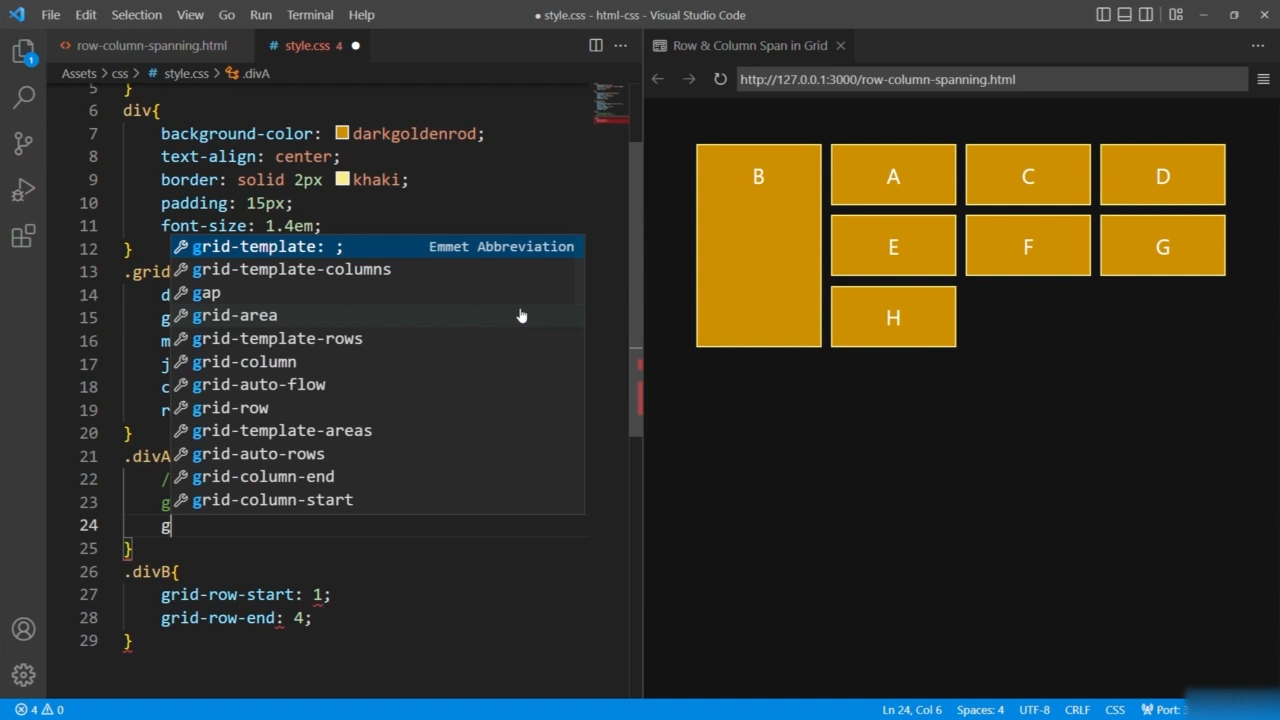 File Edit Selection View Go Run Terminal Help
● style.css - html-css - Visual Studio Code
row-column-spanning.html
# style.css 4 ●
Assets > css > # style.css > .divA
5 }
6 div{
7 background-color: darkgoldenrod;
8 text-align: center;
9 border: solid 2px khaki;
10 padding: 15px;
11 font-size: 1.4em;
12 }
13 .grid
14 d
15 g
16 m
17 j
18 c
19 r
20 }
21 .divA
22 /
23 g
24 g
25 }
26 .divB{
27 grid-row-start: 1;
28 grid-row-end: 4;
29 }
grid-template: ; Emmet Abbreviation
grid-template-columns
gap
grid-area
grid-template-rows
grid-column
grid-auto-flow
grid-row
grid-template-areas
grid-auto-rows
grid-column-end
grid-column-start
Row & Column Span in Grid
http://127.0.0.1:3000/row-column-spanning.html
B A C D
E F G
H
1
4 0
Ln 24, Col 6 Spaces: 4 UTF-8 CRLF CSS Port: